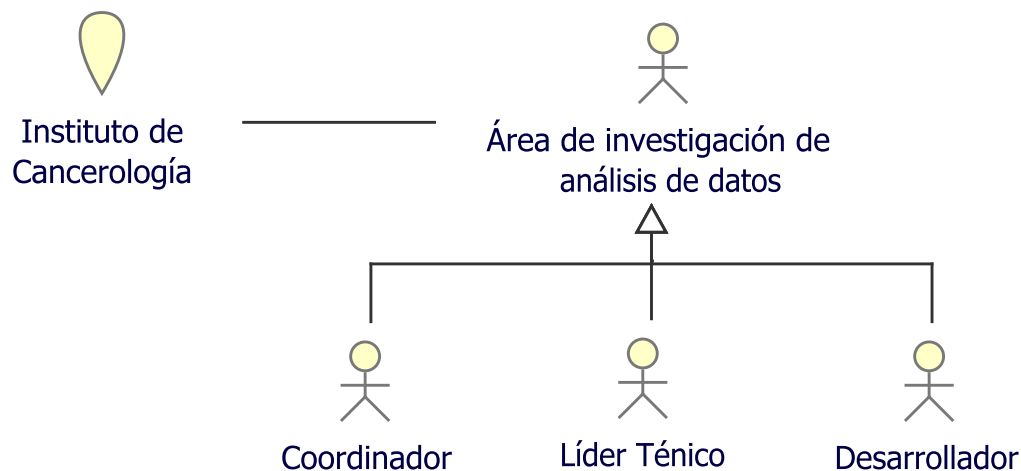 Instituto de
Cancerología
Área de investigación de
análisis de datos
Coordinador
Líder Ténico
Desarrollador